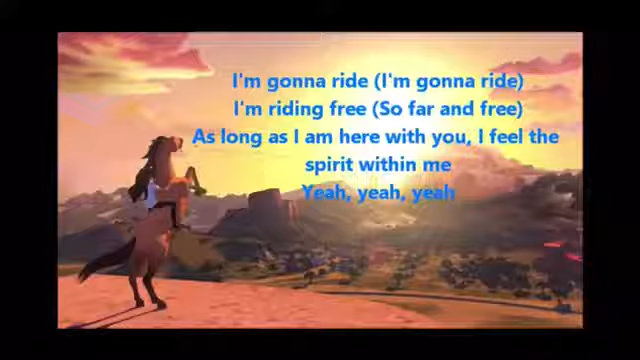 I'm gonna ride (I'm gonna ride)
I'm riding free (So far and free)
As long as I am here with you, I feel the
spirit within me
Yeah, yeah, yeah